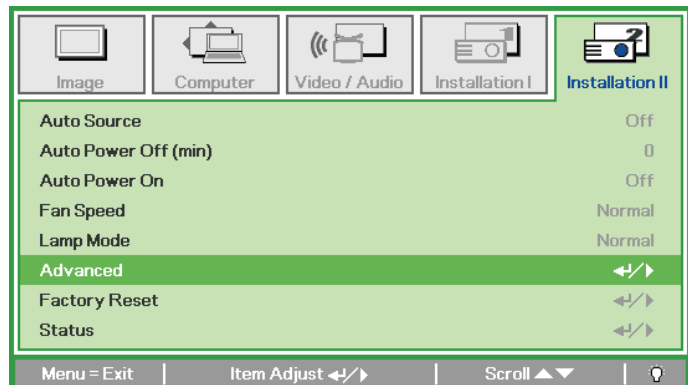 Image Computer Video / Audio Installation I Installation II
Auto Source Off
Auto Power Off (min) 0
Auto Power On Off
Fan Speed Normal
Lamp Mode Normal
Advanced ↵/▶
Factory Reset ↵/▶
Status ↵/▶
Menu = Exit Item Adjust ↵/▶ Scroll ▲▼